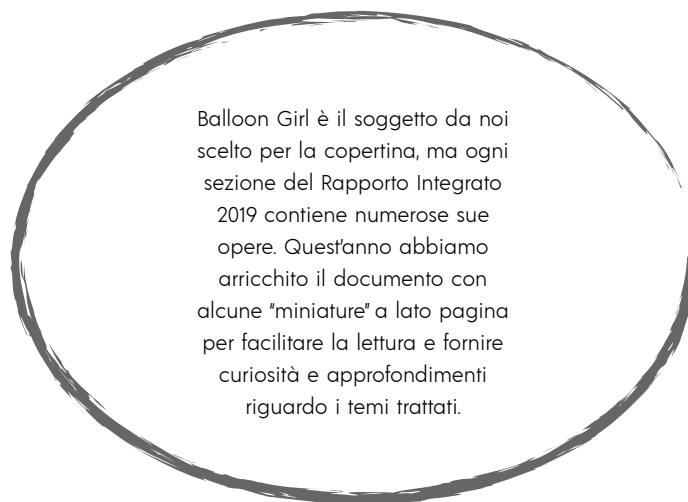 Balloon Girl è il soggetto da noi
scelto per la copertina, ma ogni
sezione del Rapporto Integrato
2019 contiene numerose sue
opere. Quest'anno abbiamo
arricchito il documento con
alcune "miniature" a lato pagina
per facilitare la lettura e fornire
curiosità e approfondimenti
riguardo i temi trattati.